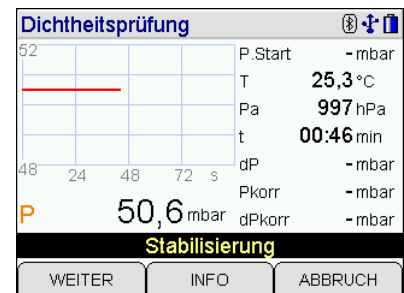 Dichtheitsprüfung
52
P.Start - mbar
T 25,3 °C
Pa 997 hPa
t 00:46 min
48 24 48 72 s
dP - mbar
P 50,6 mbar
Pkorr - mbar
dPkorr - mbar
Stabilisierung
WEITER INFO ABBRUCH